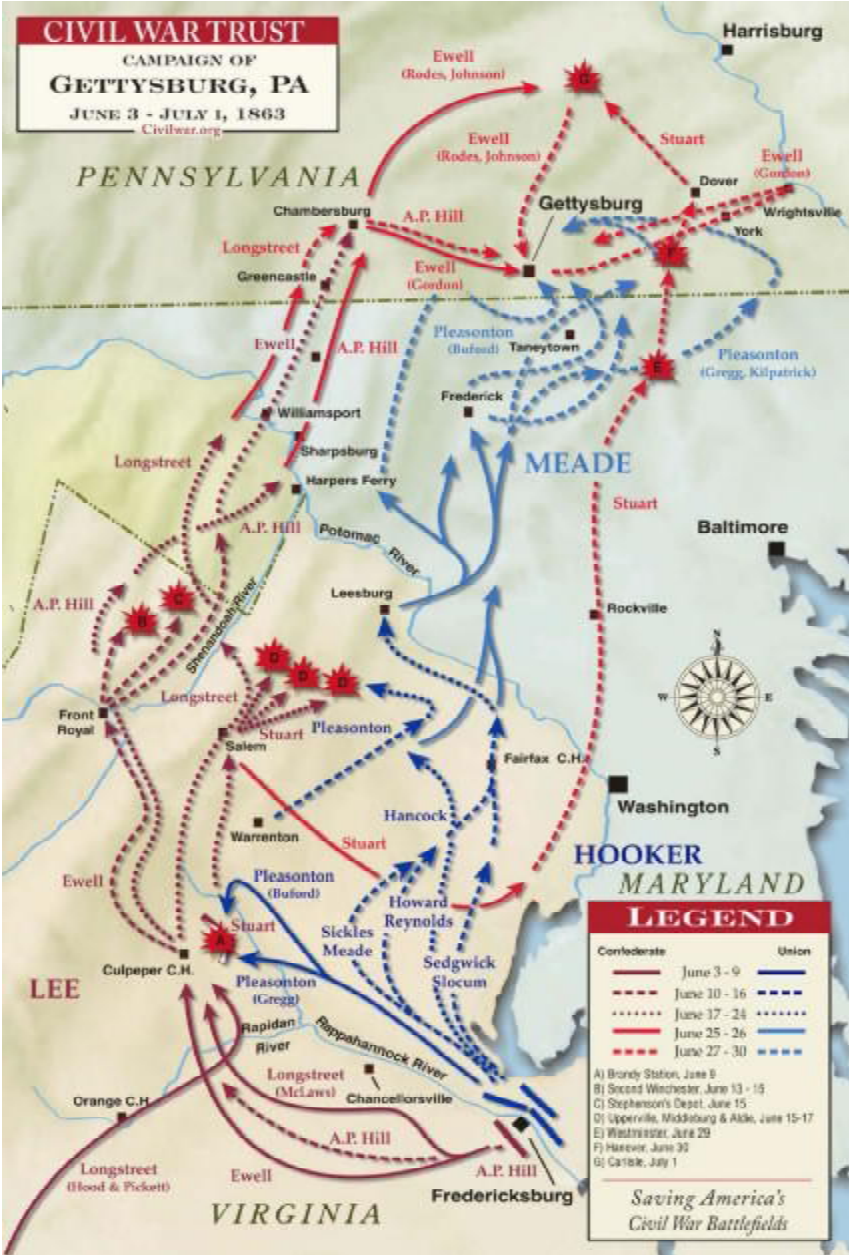 CIVIL WAR TRUST
CAMPAIGN OF
GETTYSBURG, PA
JUNE 3 - JULY 1, 1863
Civilwar.org
Harrisburg
Ewell
(Rodes, Johnson)
G
Ewell
(Rodes, Johnson)
Stuart
Ewell
(Gordon)
PENNSYLVANIA
Dover
Chambersburg
A.P. Hill
Gettysburg
Wrightsville
York
Longstreet
F
Greencastle
Ewell
(Gordon)
Ewell
A.P. Hill
Pleasonton
(Buford)
Taneytown
Pleasonton
(Gregg, Kilpatrick)
E
Frederick
Williamsport
Sharpsburg
Longstreet
MEADE
Harpers Ferry
Stuart
A.P. Hill
Potomac River
Baltimore
A.P. Hill
B
C
Shenandoah River
Leesburg
Rockville
N
W
E
S
D
D
D
Longstreet
Front
Royal
Stuart
Pleasonton
Salem
Fairfax C.H.
Washington
Warrenton
Hancock
Stuart
HOOKER
MARYLAND
Ewell
Pleasonton
(Buford)
Howard
Reynolds
Stuart
A
Sickles
Meade
Sedgwick
Slocum
Culpeper C.H.
LEE
Pleasonton
(Gregg)
Rapidan
River
Rappahannock River
Longstreet
(McLaws)
Chancellorsville
Orange C.H.
A.P. Hill
Longstreet
(Hood & Pickett)
Ewell
A.P. Hill
Fredericksburg
VIRGINIA
LEGEND
Confederate
Union
June 3 - 9
June 10 - 16
June 17 - 24
June 25 - 26
June 27 - 30
A) Brandy Station, June 9
B) Second Winchester, June 13 - 15
C) Stephenson's Depot, June 15
D) Upperville, Middleburg & Aldie, June 15-17
E) Westminster, June 29
F) Hanover, June 30
G) Carlisle, July 1
Saving America's
Civil War Battlefields